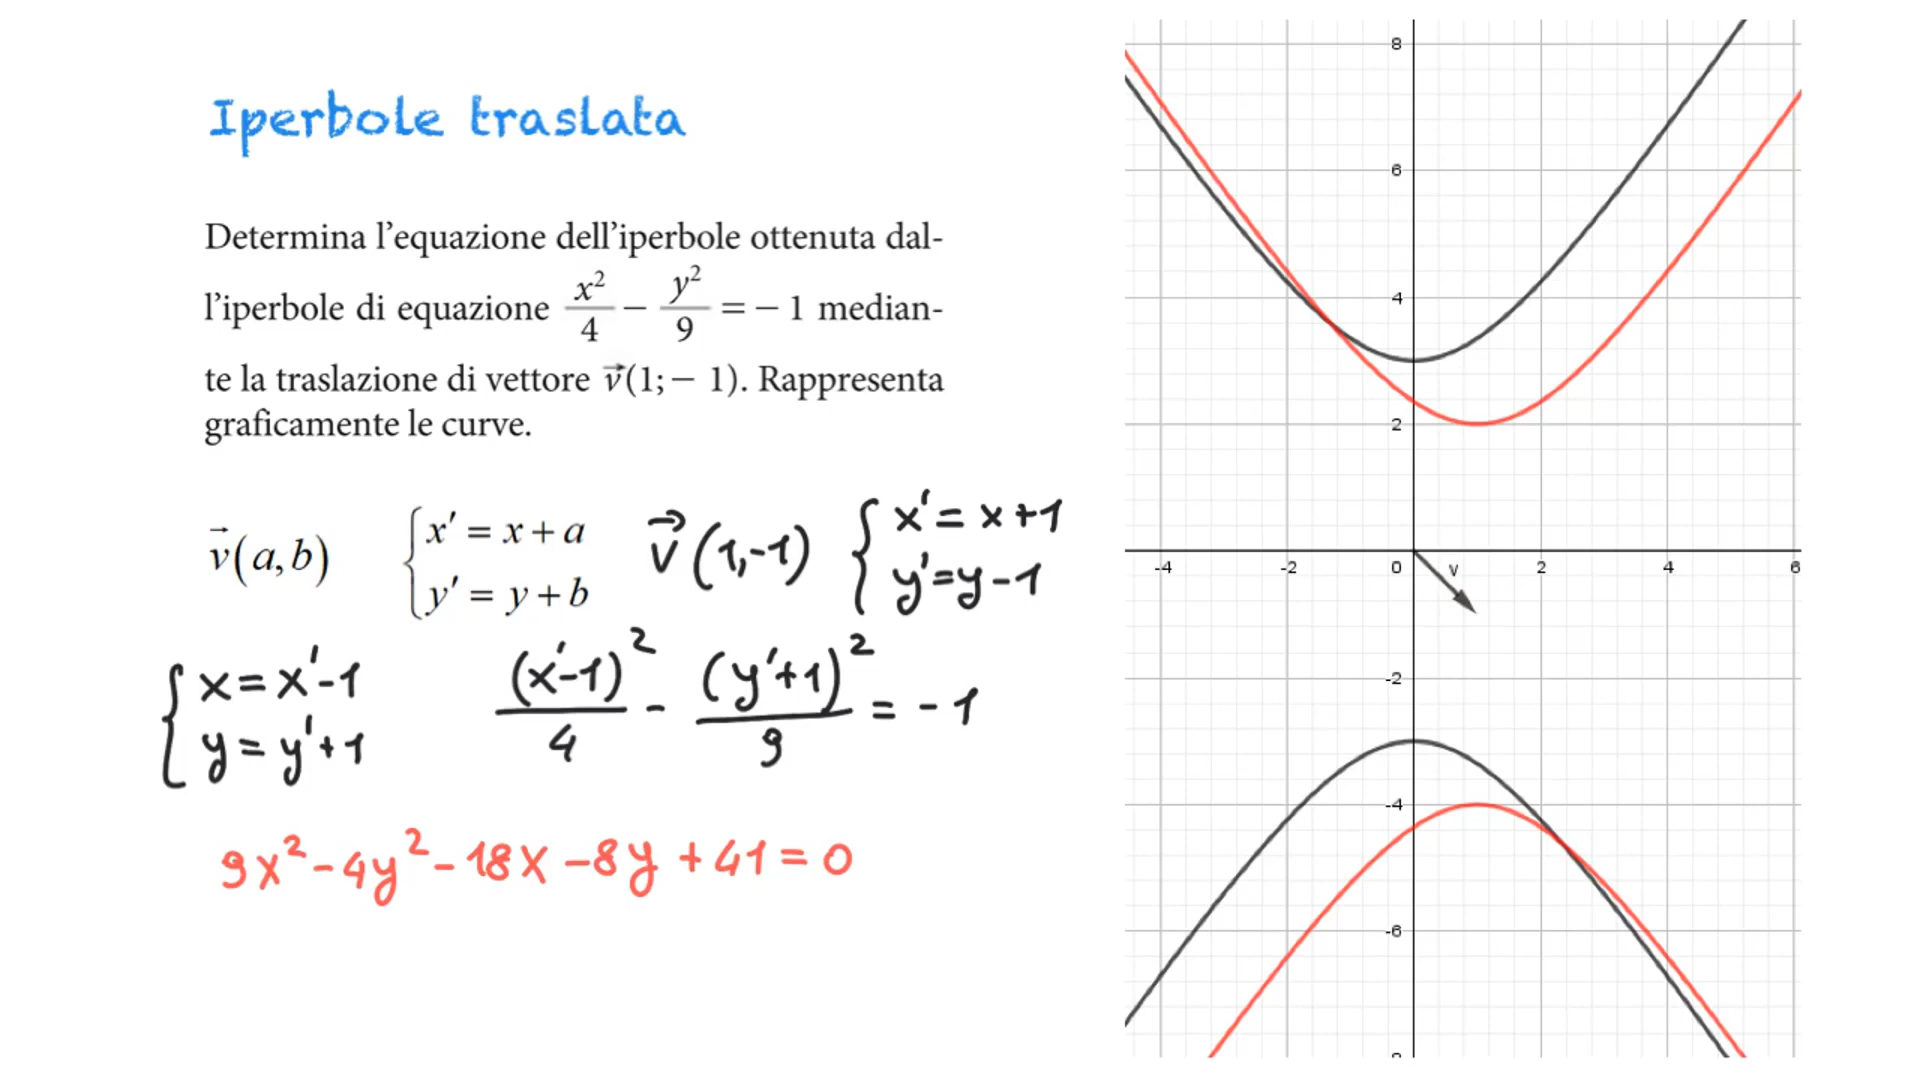 Iperbole traslata
Determina l'equazione dell'iperbole ottenuta dal-
l'iperbole di equazione x²/4 − y²/9 = − 1 median-
te la traslazione di vettore v⃗(1; − 1). Rappresenta
graficamente le curve.
v⃗(a,b) { x′ = x + a
y′ = y + b
v⃗(1,-1) { x' = x+1
y'=y-1
{ x = x'-1
y = y'+1
(x'-1)²/4 - (y'+1)²/9 = -1
9x²-4y²-18x-8y+41=0
8
6
4
2
-4 -2 0 v 2 4 6
-2
-4
-6